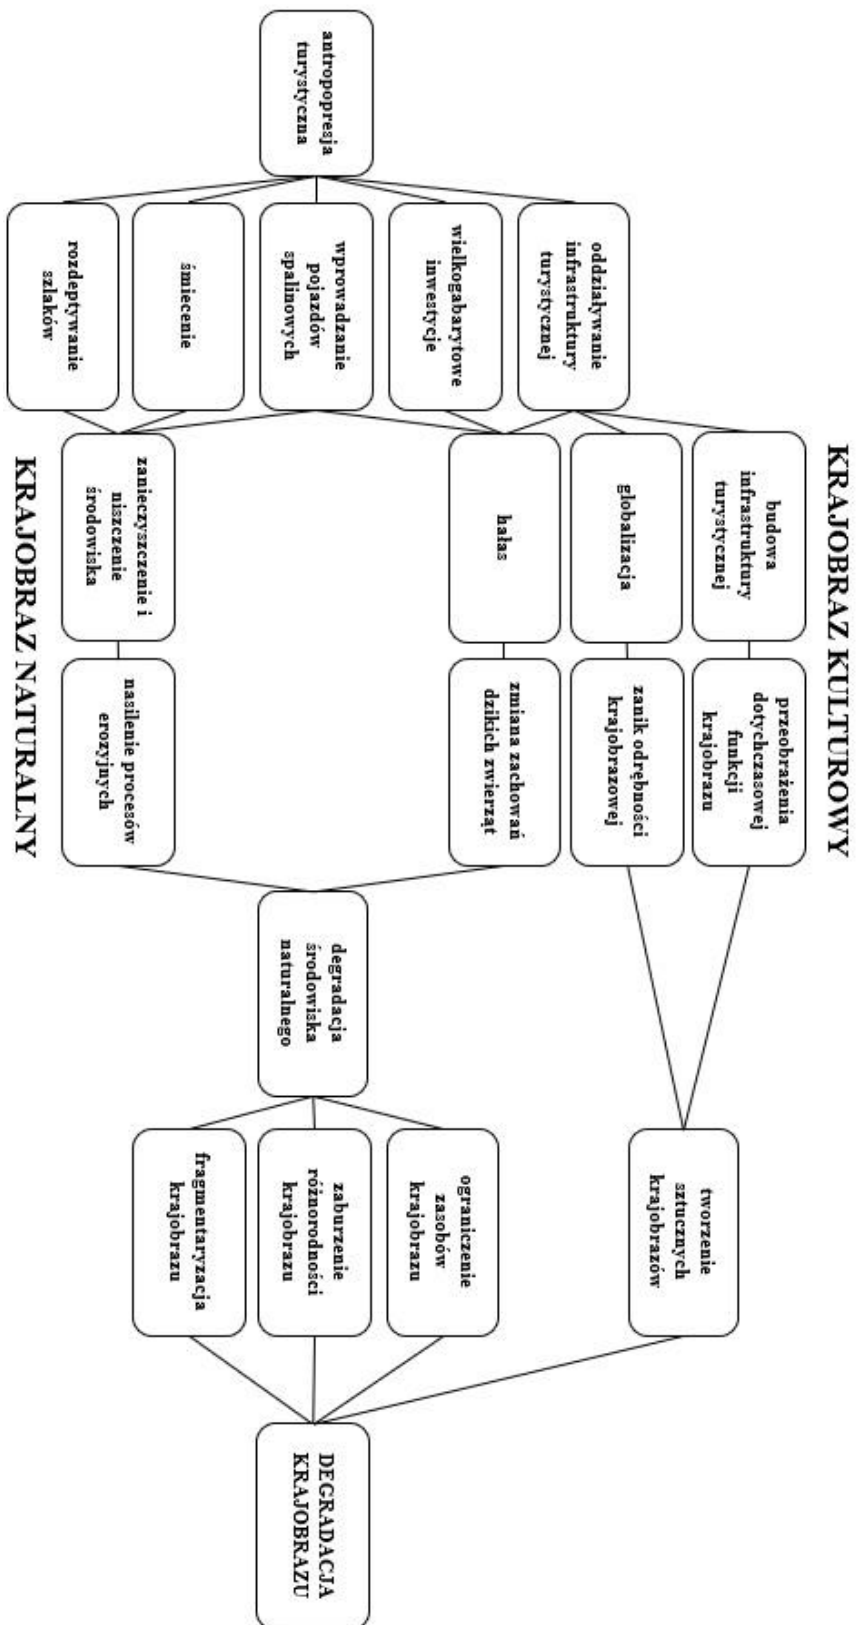 antropopresja
turystyczna
oddziaływanie
infrastruktury
turystycznej
wielkogabarytowe
inwestycje
wprowadzanie
pojazdów
spalinowych
śmiecenie
rozdeptywanie
szlaków
KRAJOBRAZ KULTUROWY
budowa
infrastruktury
turystycznej
globalizacja
hałas
zanieczyszczenie i
niszczenie
środowiska
KRAJOBRAZ NATURALNY
przeobrażenia
dotychczasowej
funkcji
krajobrazu
zanik odrębności
krajobrazowej
zmiana zachowań
dzikich zwierząt
nasilenie procesów
erozyjnych
degradacja
środowiska
naturalnego
tworzenie
sztucznych
krajobrazów
ograniczenie
zasobów
krajobrazu
zaburzenie
różnorodności
krajobrazu
fragmentaryzacja
krajobrazu
DEGRADACJA
KRAJOBRAZU